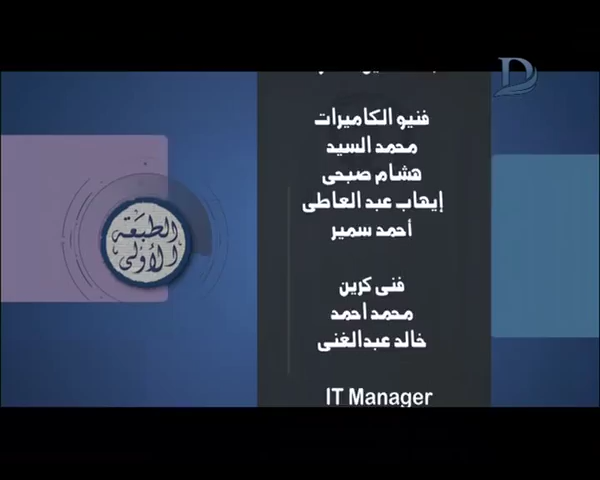 فنيو الكاميرات
محمد السيد
هشام صبحى
إيهاب عبد العاطى
أحمد سمير
فنى كرين
محمد احمد
خالد عبدالغنى
IT Manager
الطبعة
الأولى
D